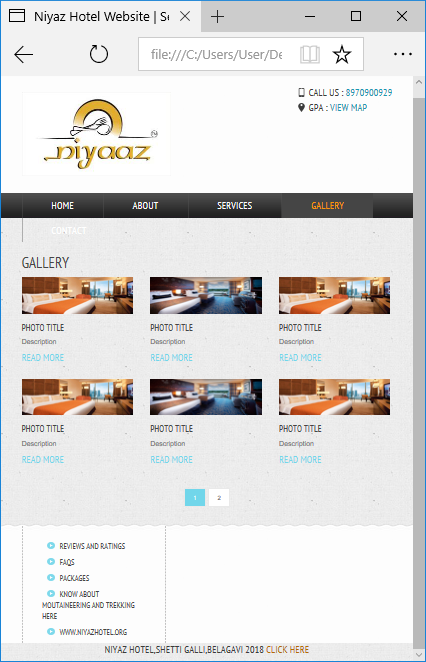 Niyaz Hotel Website | Se
file:///C:/Users/User/De
CALL US : 8970900929
GPA : VIEW MAP
niyaaz
HOME ABOUT SERVICES GALLERY
CONTACT
GALLERY
PHOTO TITLE PHOTO TITLE PHOTO TITLE
Description Description Description
READ MORE READ MORE READ MORE
PHOTO TITLE PHOTO TITLE PHOTO TITLE
Description Description Description
READ MORE READ MORE READ MORE
1 2
REVIEWS AND RATINGS
FAQS
PACKAGES
KNOW ABOUT
MOUTAINEERING AND TREKKING
HERE
WWW.NIYAZHOTEL.ORG
NIYAZ HOTEL,SHETTI GALLI,BELAGAVI 2018 CLICK HERE